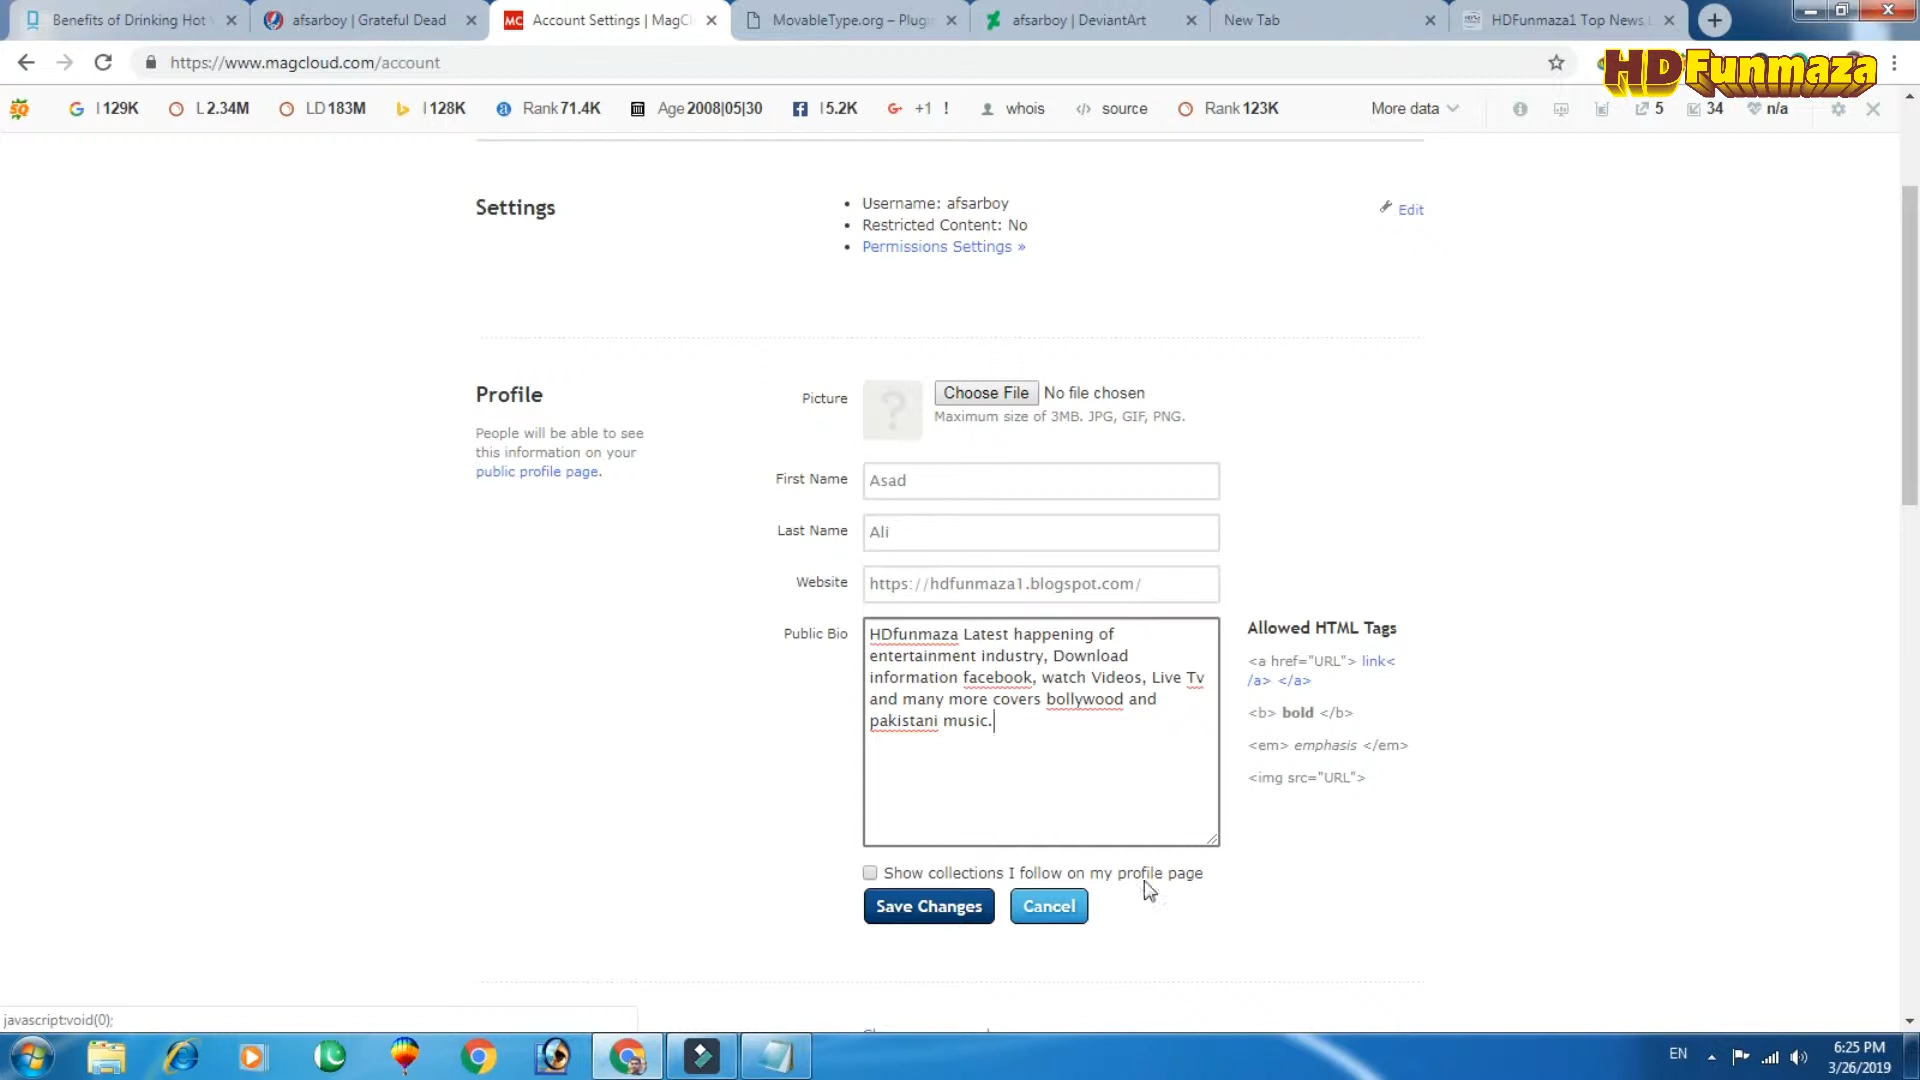 Benefits of Drinking Hot
afsarboy | Grateful Dead
MC Account Settings | MagCl
MovableType.org – Plugi
afsarboy | DeviantArt
New Tab
HDFunmaza1 Top News
https://www.magcloud.com/account
HDFunmaza
SQ
I 129K
L 2.34M
LD 183M
I 128K
Rank 71.4K
Age 2008|05|30
I 5.2K
+1 !
whois
source
Rank 123K
More data
5
34
n/a
Settings
• Username: afsarboy
• Restricted Content: No
• Permissions Settings »
Edit
Profile
People will be able to see
this information on your
public profile page.
Picture
Choose File No file chosen
Maximum size of 3MB. JPG, GIF, PNG.
First Name
Asad
Last Name
Ali
Website
https://hdfunmaza1.blogspot.com/
Public Bio
HDfunmaza Latest happening of
entertainment industry, Download
information facebook, watch Videos, Live Tv
and many more covers bollywood and
pakistani music.
Allowed HTML Tags
<a href="URL"> link<
/a> </a>
<b> bold </b>
<em> emphasis </em>
<img src="URL">
Show collections I follow on my profile page
Save Changes
Cancel
javascript:void(0);
EN
6:25 PM
3/26/2019